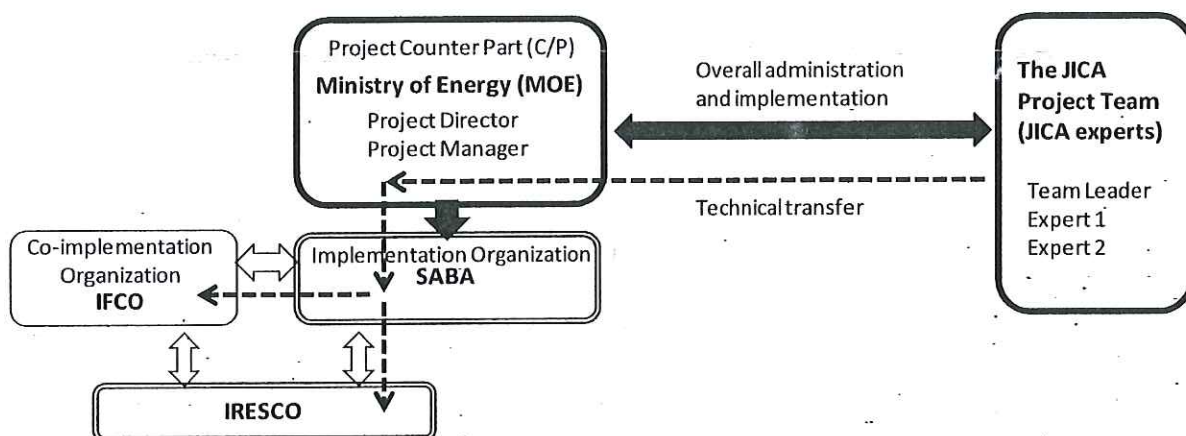 Project Counter Part (C/P)
Ministry of Energy (MOE)
Project Director
Project Manager
Overall administration
and implementation
Technical transfer
The JICA
Project Team
(JICA experts)
Team Leader
Expert 1
Expert 2
Co-implementation
Organization
IFCO
Implementation Organization
SABA
IRESCO